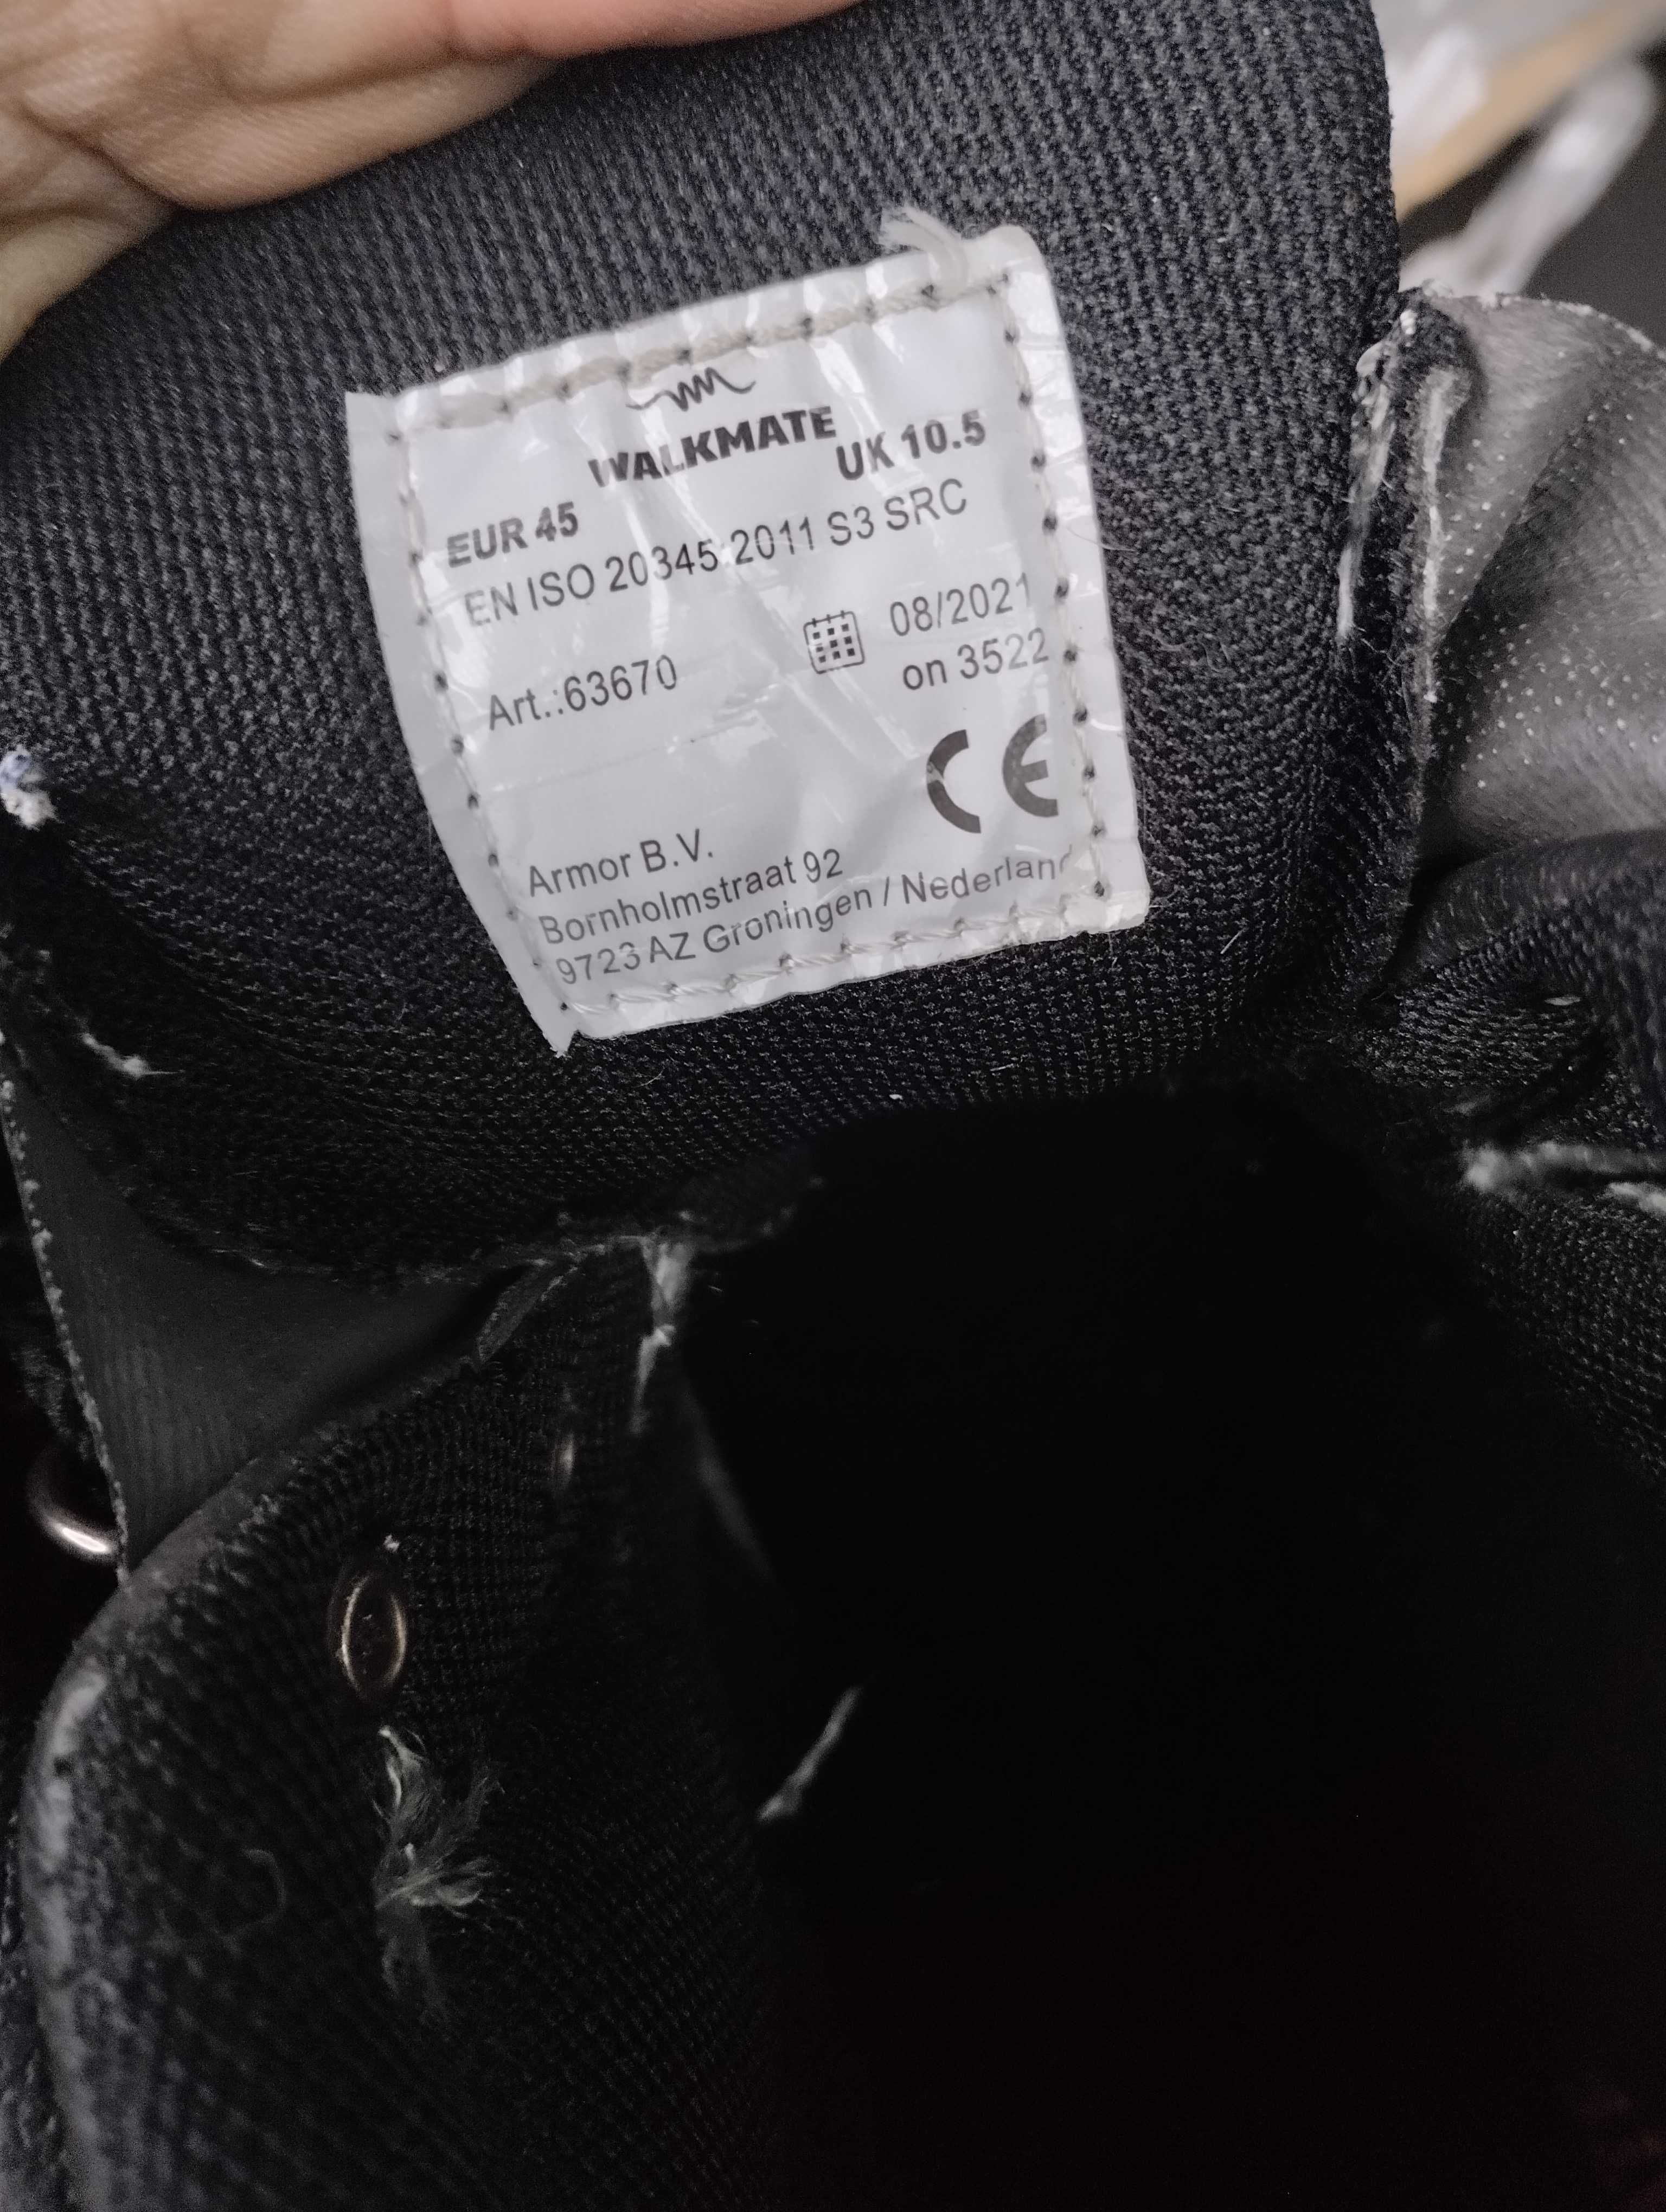 WALKMATE
EUR 45 UK 10.5
EN ISO 20345:2011 S3 SRC
Art.:63670 08/2021
on 3522
CE
Armor B.V.
Bornholmstraat 92
9723 AZ Groningen / Nederland